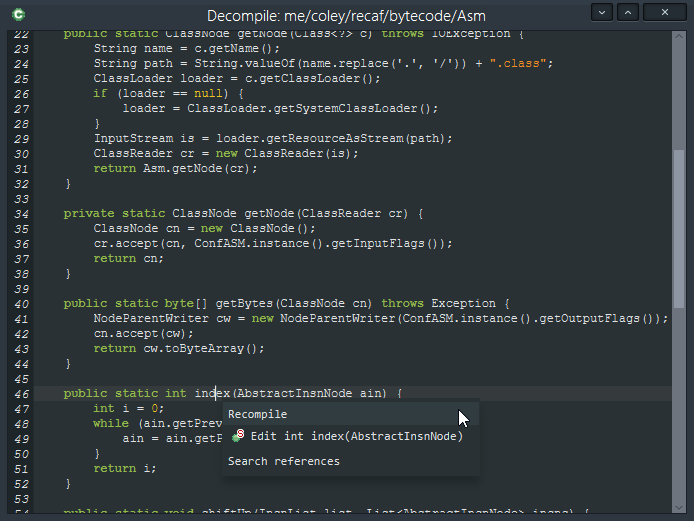 Decompile: me/coley/recaf/bytecode/Asm
22 public static ClassNode getNode(Class<?> c) throws IOException {
23 String name = c.getName();
24 String path = String.valueOf(name.replace('.', '/')) + ".class";
25 ClassLoader loader = c.getClassLoader();
26 if (loader == null) {
27 loader = ClassLoader.getSystemClassLoader();
28 }
29 InputStream is = loader.getResourceAsStream(path);
30 ClassReader cr = new ClassReader(is);
31 return Asm.getNode(cr);
32 }
33
34 private static ClassNode getNode(ClassReader cr) {
35 ClassNode cn = new ClassNode();
36 cr.accept(cn, ConfASM.instance().getInputFlags());
37 return cn;
38 }
39
40 public static byte[] getBytes(ClassNode cn) throws Exception {
41 NodeParentWriter cw = new NodeParentWriter(ConfASM.instance().getOutputFlags());
42 cn.accept(cw);
43 return cw.toByteArray();
44 }
45
46 public static int index(AbstractInsnNode ain) {
47 int i = 0;
Recompile
48 while (ain.getPrev
Edit int index(AbstractInsnNode)
49 ain = ain.getP
50 }
Search references
51 return i;
52 }
53
54 public static void shiftUp(InsnList list, List<AbstractInsnNode> insns) {